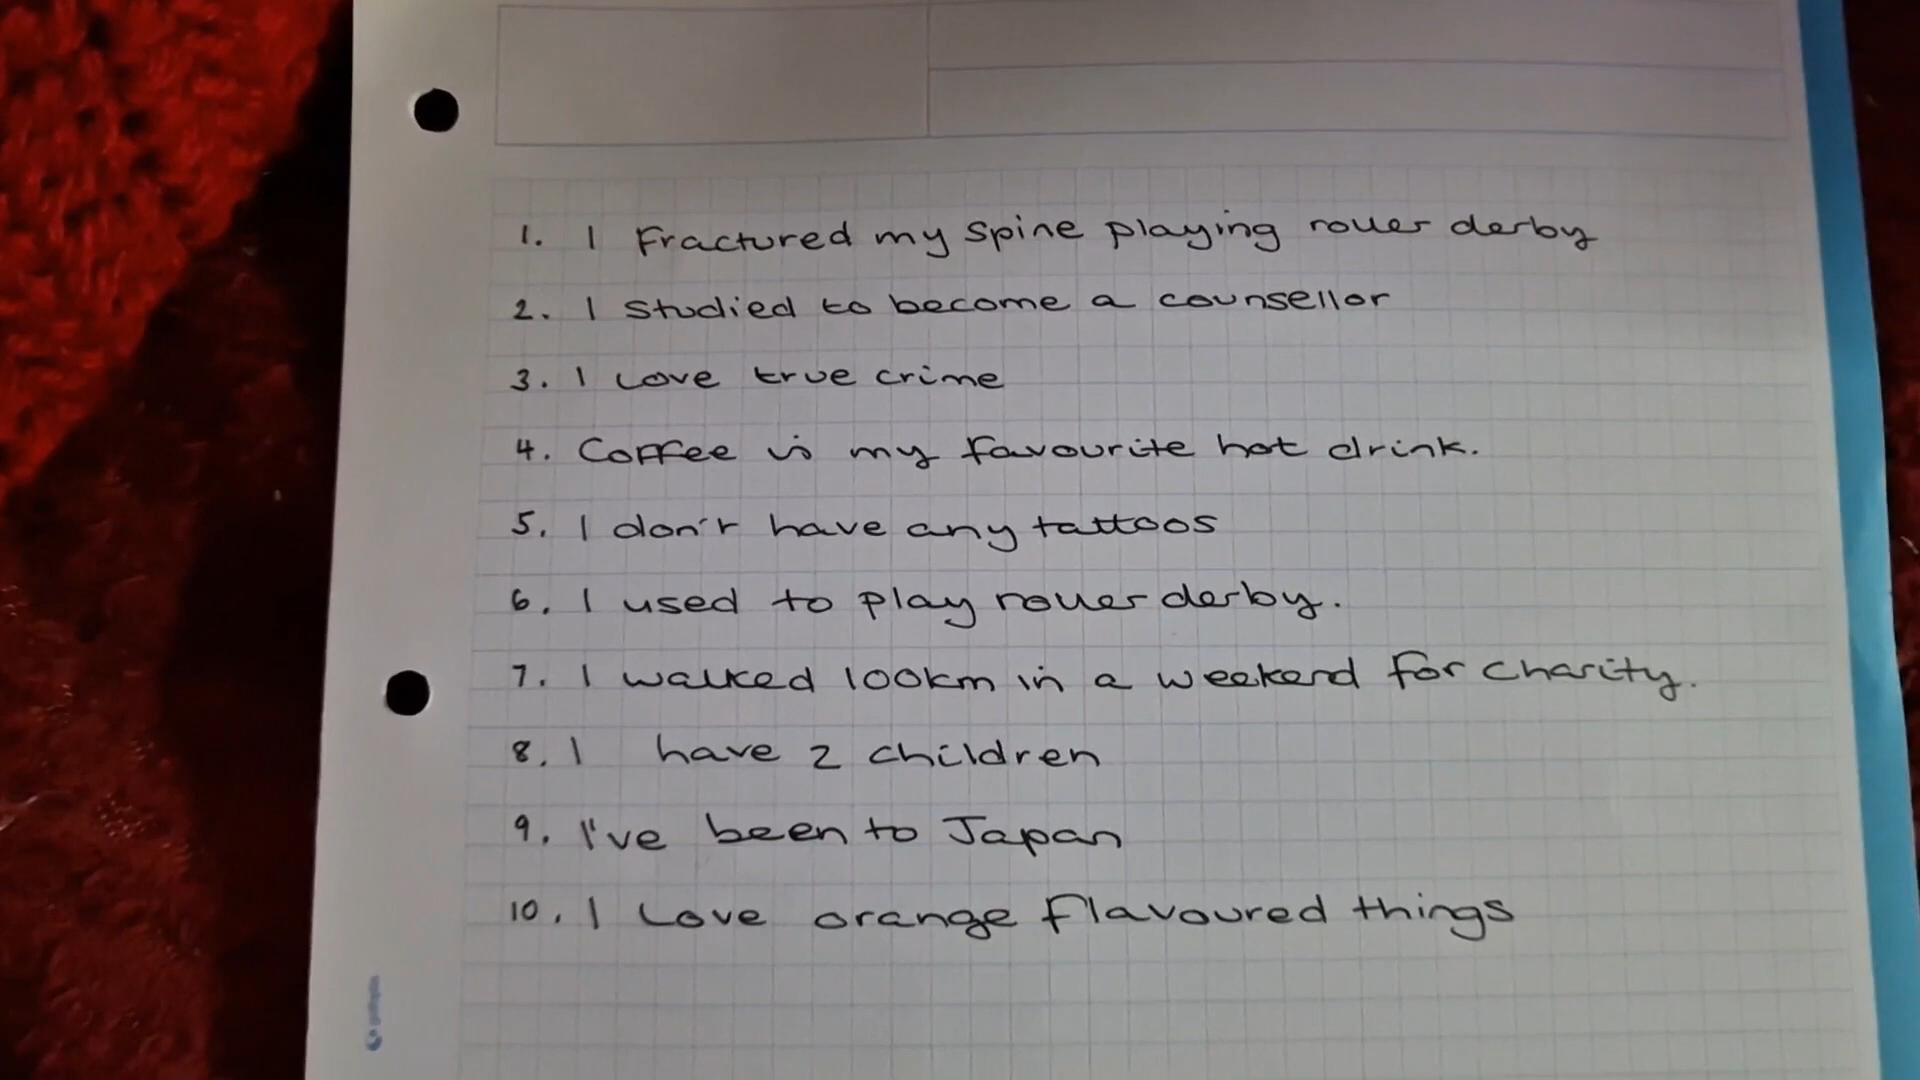 1. I Fractured my spine playing roller derby
2. I studied to become a counsellor
3. I love true crime
4. Coffee is my favourite hot drink.
5. I don't have any tattoos
6. I used to play roller derby.
7. I walked 100km in a weekend for charity.
8. I have 2 children
9. I've been to Japan
10. I Love orange flavoured things